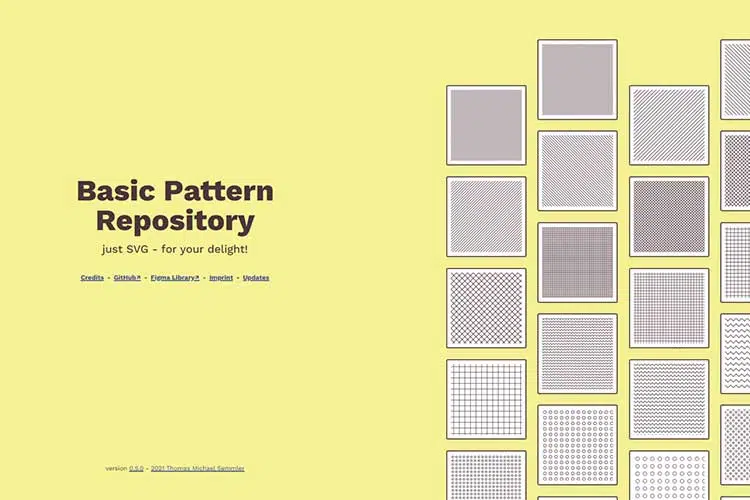 Basic Pattern
Repository
just SVG - for your delight!
Credits - GitHub↗ - Figma Library↗ - Imprint - Updates
version 0.5.0 - 2021 Thomas Michael Semmler